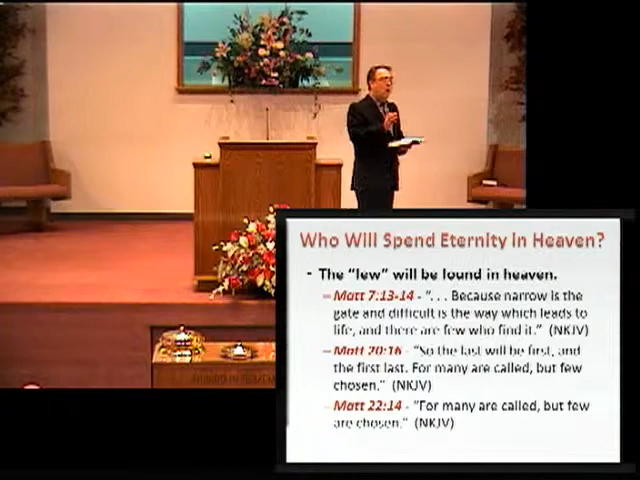 Who Will Spend Eternity in Heaven?
- The "few" will be found in heaven.
– Matt 7:13-14 - ". . . Because narrow is the
gate and difficult is the way which leads to
life, and there are few who find it." (NKJV)
– Matt 20:16 - "So the last will be first, and
the first last. For many are called, but few
chosen." (NKJV)
– Matt 22:14 - "For many are called, but few
are chosen." (NKJV)